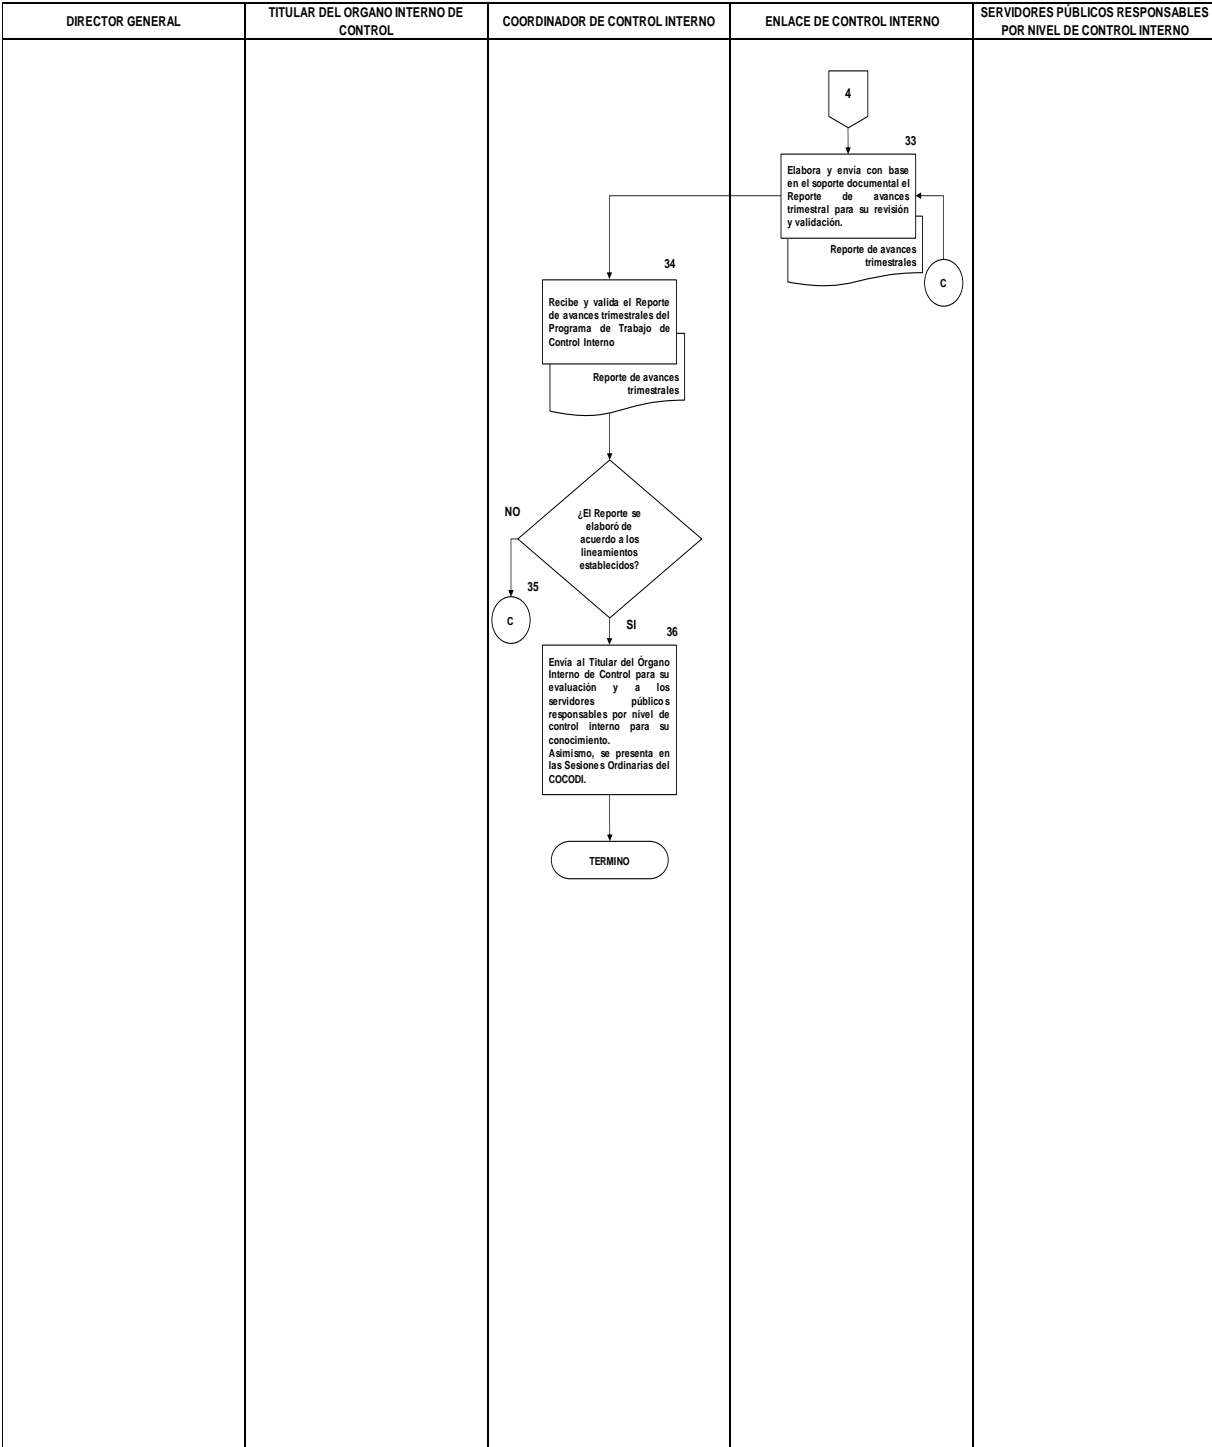 DIRECTOR GENERAL
TITULAR DEL ORGANO INTERNO DE
CONTROL
COORDINADOR DE CONTROL INTERNO
ENLACE DE CONTROL INTERNO
SERVIDORES PÚBLICOS RESPONSABLES
POR NIVEL DE CONTROL INTERNO
4
33
Elabora y envía con base
en el soporte documental el
Reporte de avances
trimestral para su revisión
y validación.
Reporte de avances
trimestrales
C
34
Recibe y valida el Reporte
de avances trimestrales del
Programa de Trabajo de
Control Interno
Reporte de avances
trimestrales
NO
¿El Reporte se
elaboró de
acuerdo a los
lineamientos
establecidos?
35
C
SI
36
Envía al Titular del Órgano
Interno de Control para su
evaluación y a los
servidores públicos
responsables por nivel de
control interno para su
conocimiento.
Asimismo, se presenta en
las Sesiones Ordinarias del
COCODI.
TERMINO